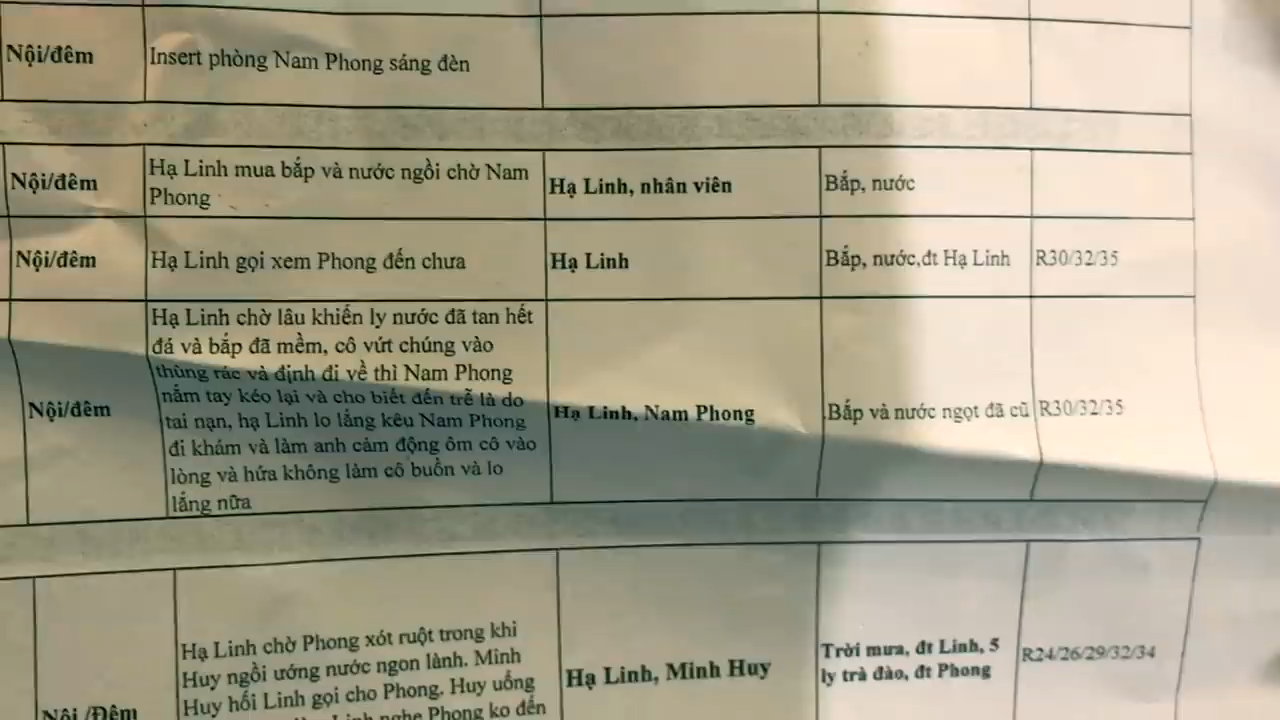 Nội/đêm
Insert phòng Nam Phong sáng đèn
Nội/đêm
Hạ Linh mua bắp và nước ngồi chờ Nam
Phong
Hạ Linh, nhân viên
Bắp, nước
Nội/đêm
Hạ Linh gọi xem Phong đến chưa
Hạ Linh
Bắp, nước,đt Hạ Linh
R30/32/35
Nội/đêm
Hạ Linh chờ lâu khiến ly nước đã tan hết
đá và bắp đã mềm, cô vứt chúng vào
thùng rác và định đi về thì Nam Phong
nắm tay kéo lại và cho biết đến trễ là do
tai nạn, hạ Linh lo lắng kêu Nam Phong
đi khám và làm anh cảm động ôm cô vào
lòng và hứa không làm cô buồn và lo
lắng nữa
Hạ Linh, Nam Phong
Bắp và nước ngọt đã cũ
R30/32/35
Nội /Đêm
Hạ Linh chờ Phong xót ruột trong khi
Huy ngồi ướng nước ngon lành. Minh
Huy hối Linh gọi cho Phong. Huy uống
Linh nghe Phong ko đến
Hạ Linh, Minh Huy
Trời mưa, đt Linh, 5
ly trà đào, đt Phong
R24/26/29/32/34